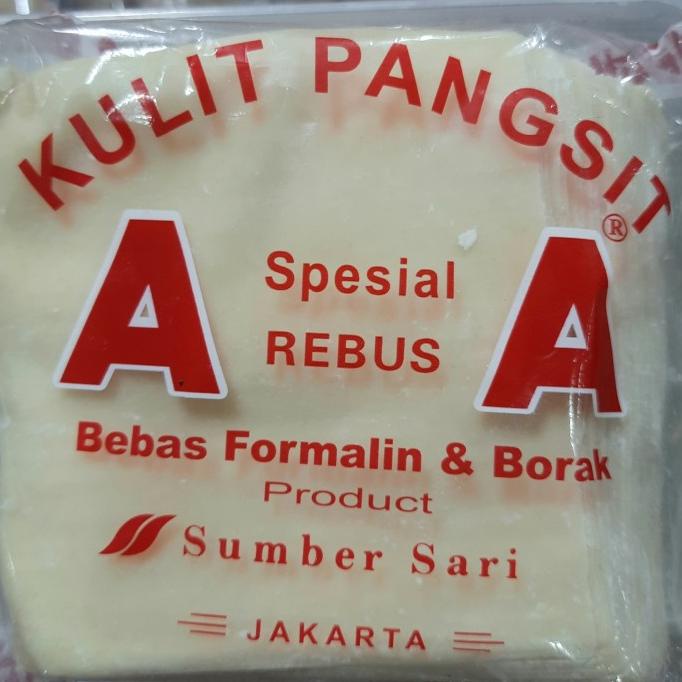 KULIT PANGSIT
®
A Spesial A
REBUS
Bebas Formalin & Borak
Product
Sumber Sari
JAKARTA